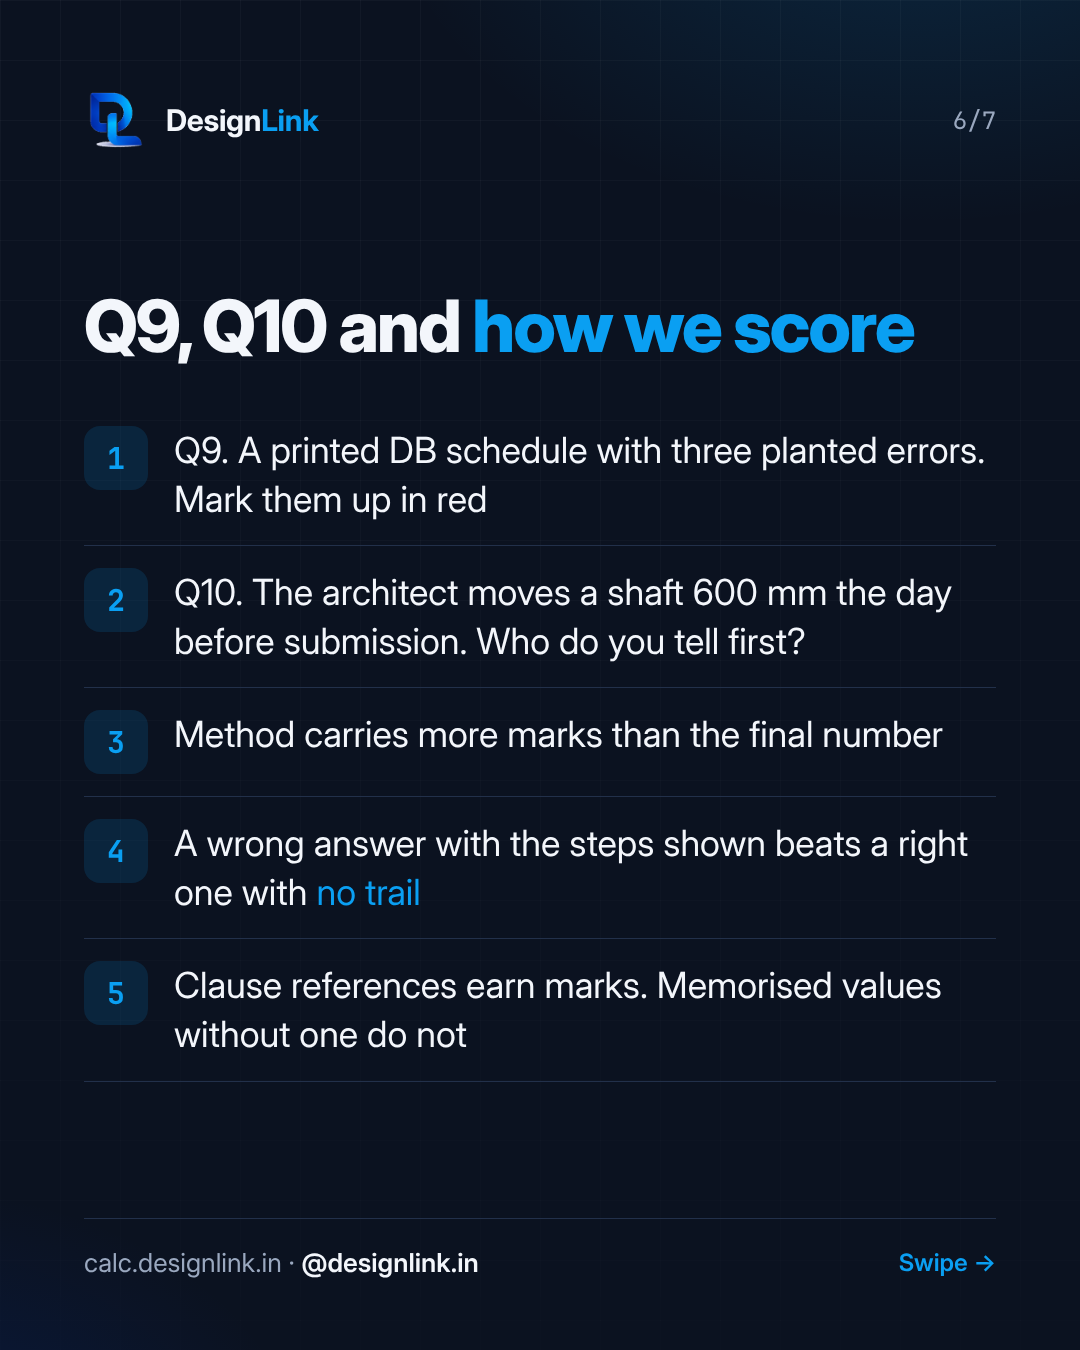 DesignLink
6/7
Q9, Q10 and how we score
1
Q9. A printed DB schedule with three planted errors.
Mark them up in red
2
Q10. The architect moves a shaft 600 mm the day
before submission. Who do you tell first?
3
Method carries more marks than the final number
4
A wrong answer with the steps shown beats a right
one with no trail
5
Clause references earn marks. Memorised values
without one do not
calc.designlink.in · @designlink.in
Swipe →